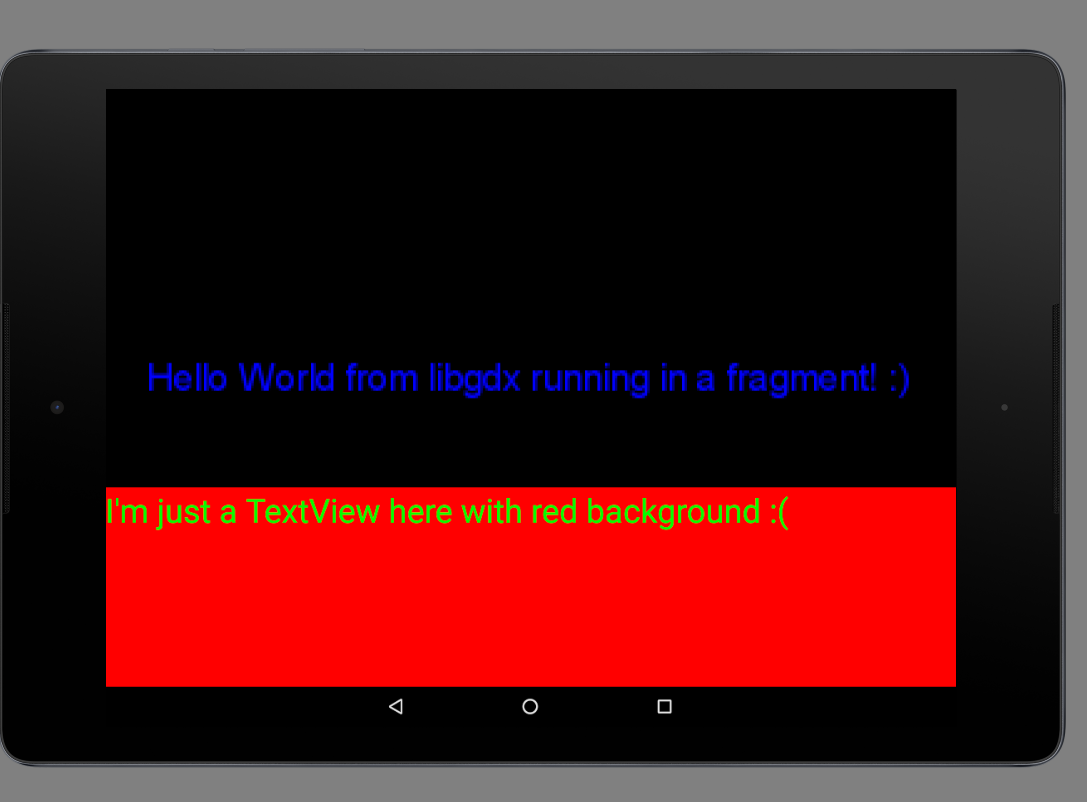 Hello World from libgdx running in a fragment! :)
I'm just a TextView here with red background :(